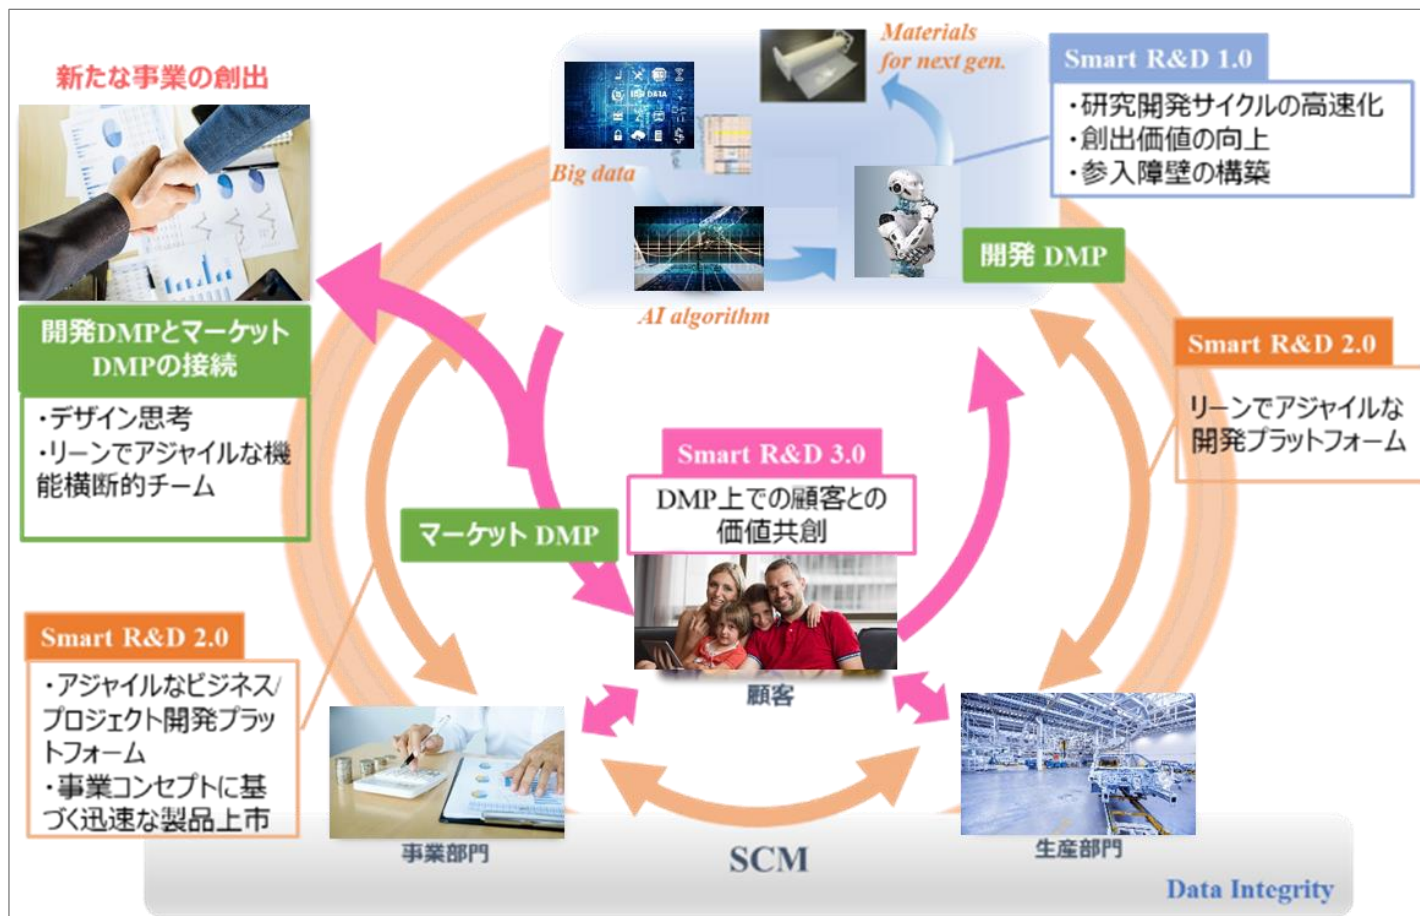 新たな事業の創出
Materials
for next gen.
Smart R&D 1.0
・研究開発サイクルの高速化
・創出価値の向上
・参入障壁の構築
BIG DATA
Big data
開発 DMP
AI algorithm
開発DMPとマーケット
DMPの接続
・デザイン思考
・リーンでアジャイルな機
能横断的チーム
Smart R&D 2.0
リーンでアジャイルな
開発プラットフォーム
Smart R&D 3.0
DMP上での顧客との
価値共創
マーケット DMP
顧客
Smart R&D 2.0
・アジャイルなビジネス/
プロジェクト開発プラッ
トフォーム
・事業コンセプトに基
づく迅速な製品上市
事業部門
SCM
生産部門
Data Integrity